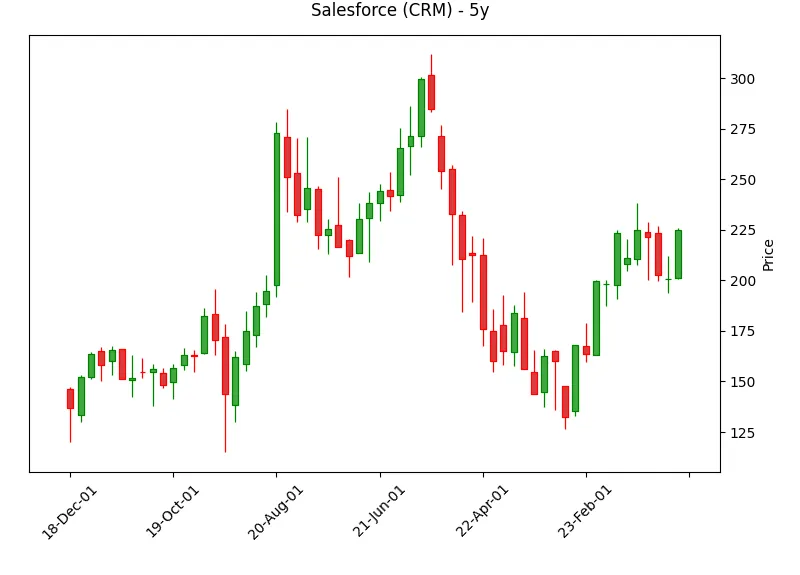 Salesforce (CRM) - 5y
300
275
250
225
200
175
150
125
Price
18-Dec-01
19-Oct-01
20-Aug-01
21-Jun-01
22-Apr-01
23-Feb-01